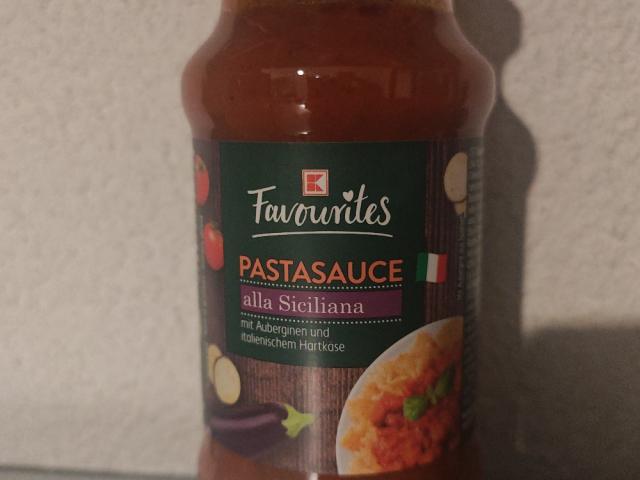 K
Favourites
PASTASAUCE
alla Siciliana
mit Auberginen und
italienischem Hartkäse